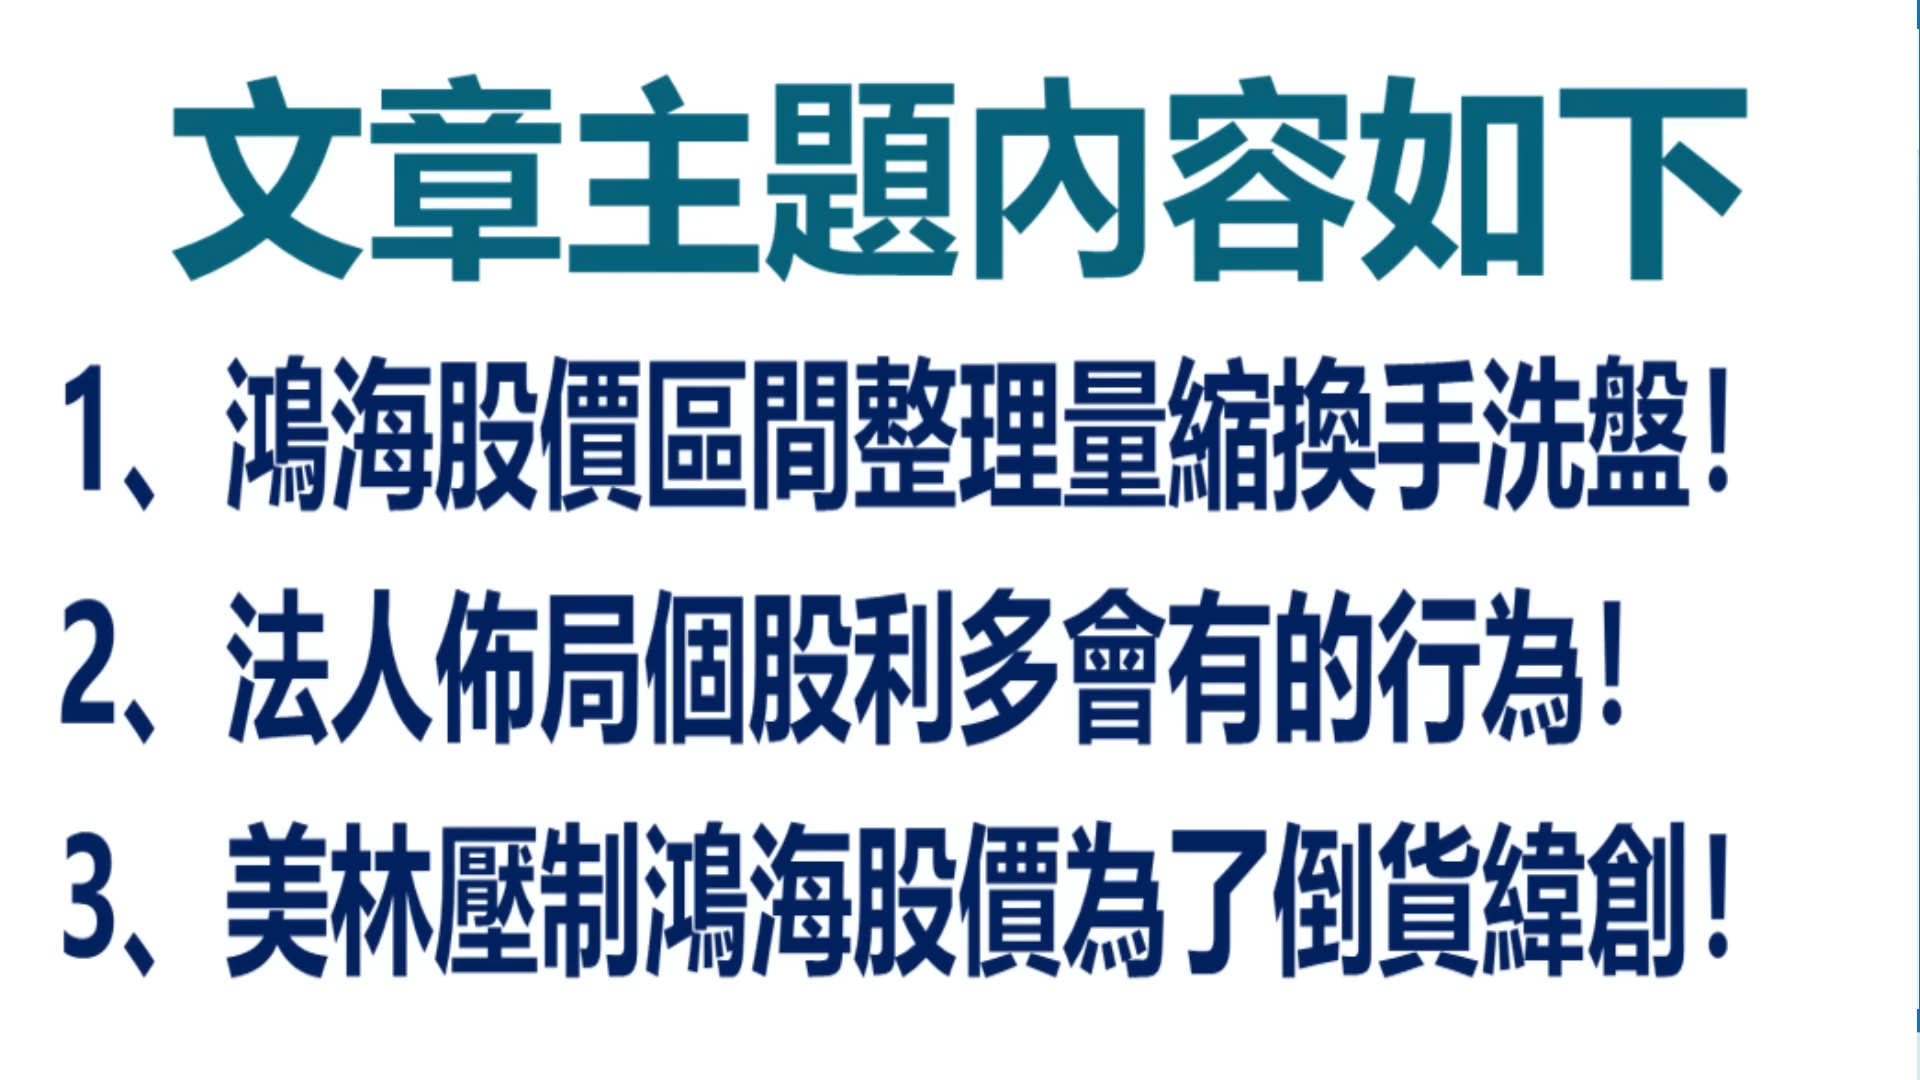 文章主題內容如下
1、鴻海股價區間整理量縮換手洗盤!
2、法人佈局個股利多會有的行為!
3、美林壓制鴻海股價為了倒貨緯創!